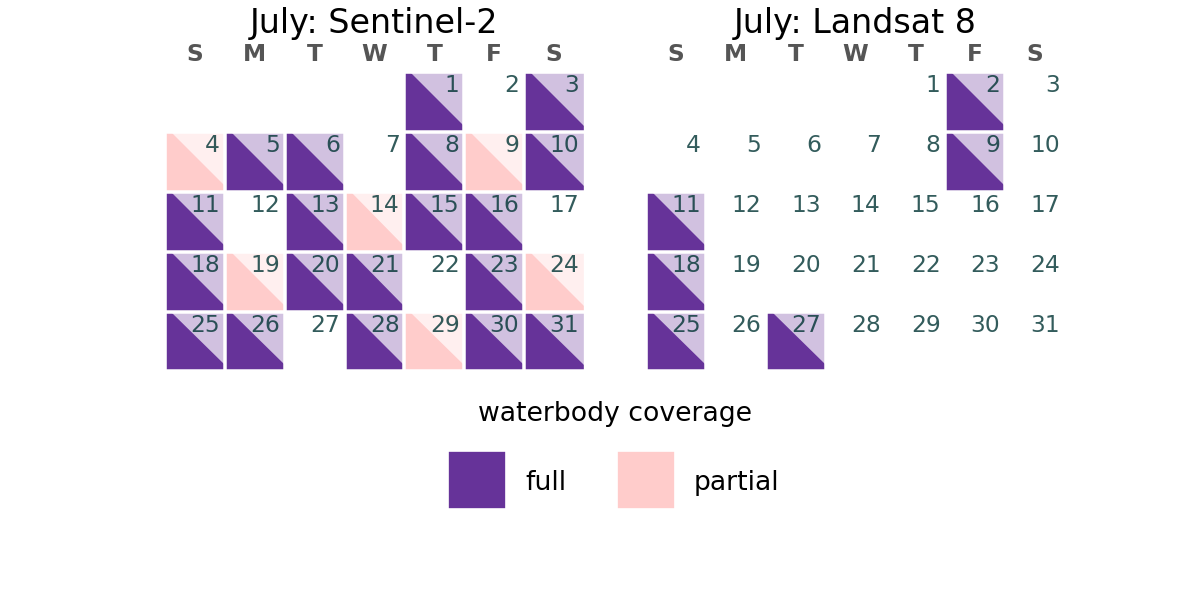 July: Sentinel-2
S M T W T F S
1 2 3
4 5 6 7 8 9 10
11 12 13 14 15 16 17
18 19 20 21 22 23 24
25 26 27 28 29 30 31
July: Landsat 8
S M T W T F S
1 2 3
4 5 6 7 8 9 10
11 12 13 14 15 16 17
18 19 20 21 22 23 24
25 26 27 28 29 30 31
waterbody coverage
full partial